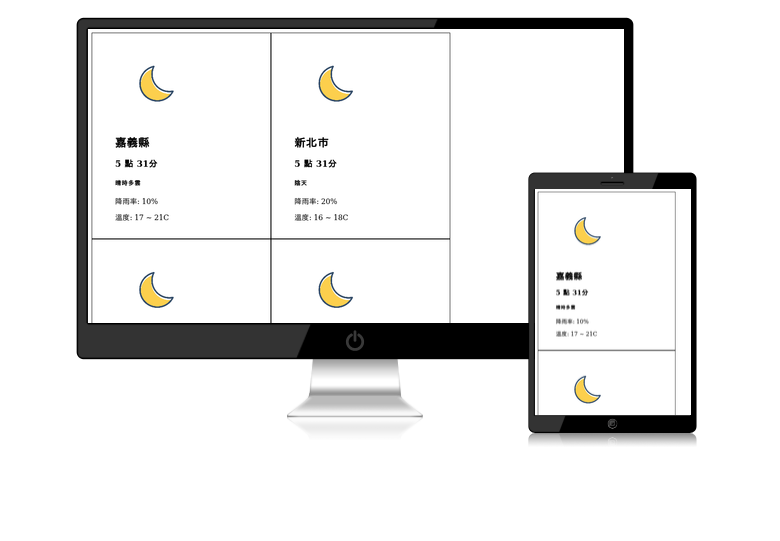 嘉義縣
5 點 31分
晴時多雲
降雨率: 10%
溫度: 17 ~ 21C
新北市
5 點 31分
陰天
降雨率: 20%
溫度: 16 ~ 18C
嘉義縣
5 點 31分
晴時多雲
降雨率: 10%
溫度: 17 ~ 21C